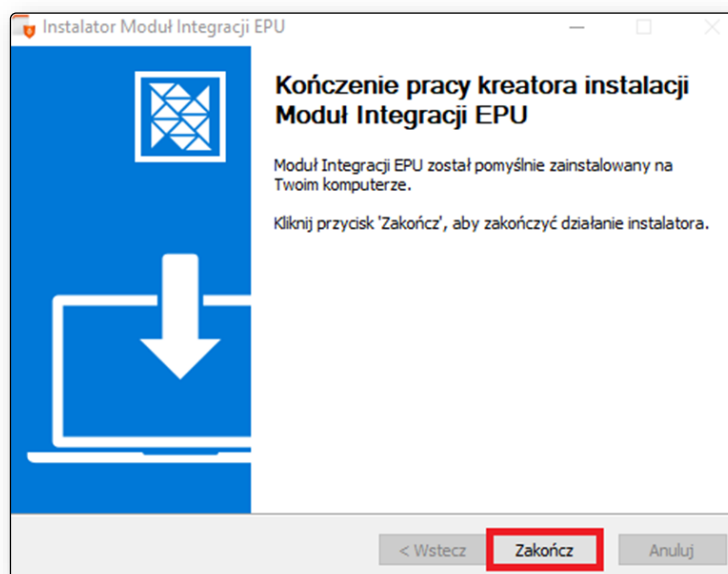 Instalator Moduł Integracji EPU
Kończenie pracy kreatora instalacji
Moduł Integracji EPU
Moduł Integracji EPU został pomyślnie zainstalowany na
Twoim komputerze.
Kliknij przycisk 'Zakończ', aby zakończyć działanie instalatora.
< Wstecz Zakończ Anuluj